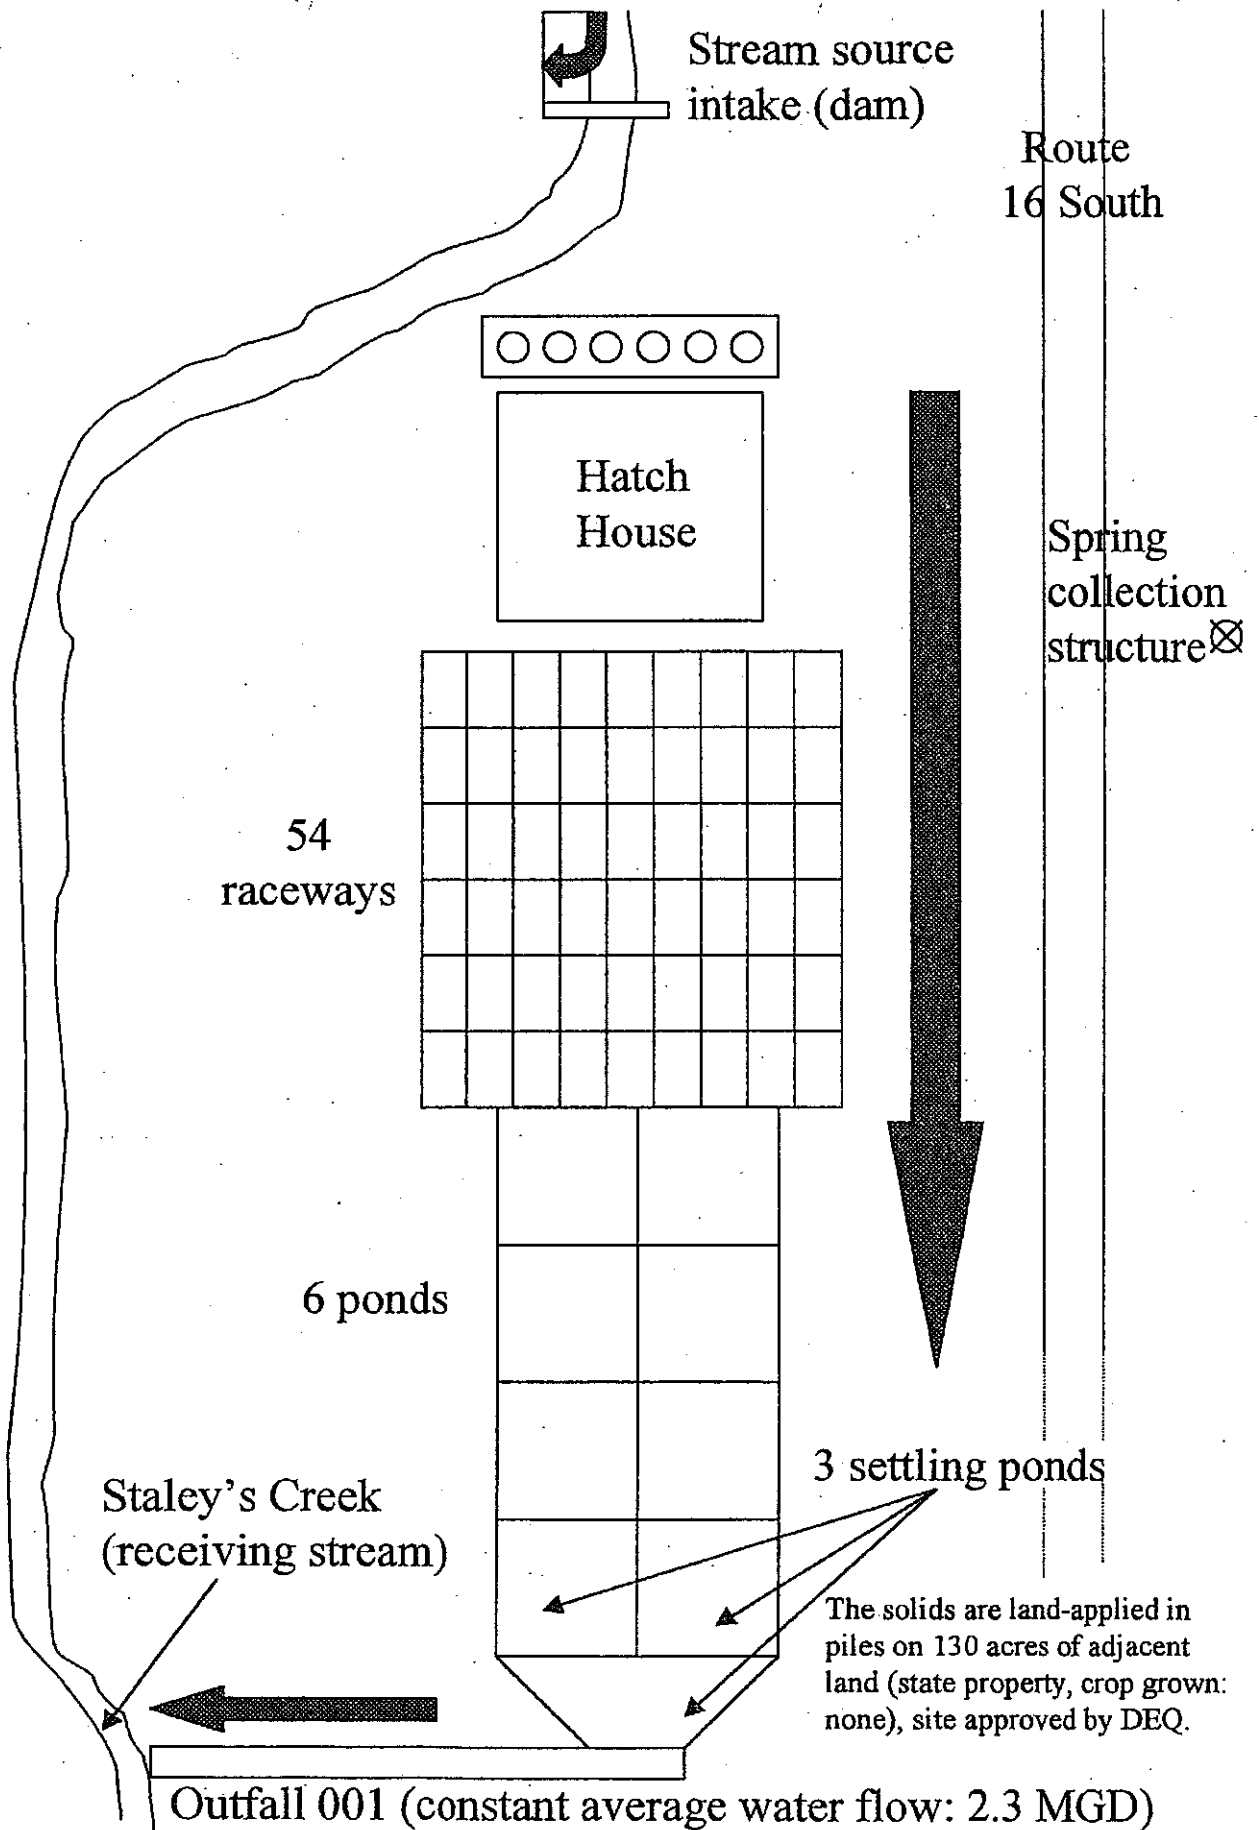 Stream source
intake (dam)
Route
16 South
Hatch
House
Spring
collection
structure
54
raceways
6 ponds
3 settling ponds
Staley's Creek
(receiving stream)
The solids are land-applied in
piles on 130 acres of adjacent
land (state property, crop grown:
none), site approved by DEQ.
Outfall 001 (constant average water flow: 2.3 MGD)